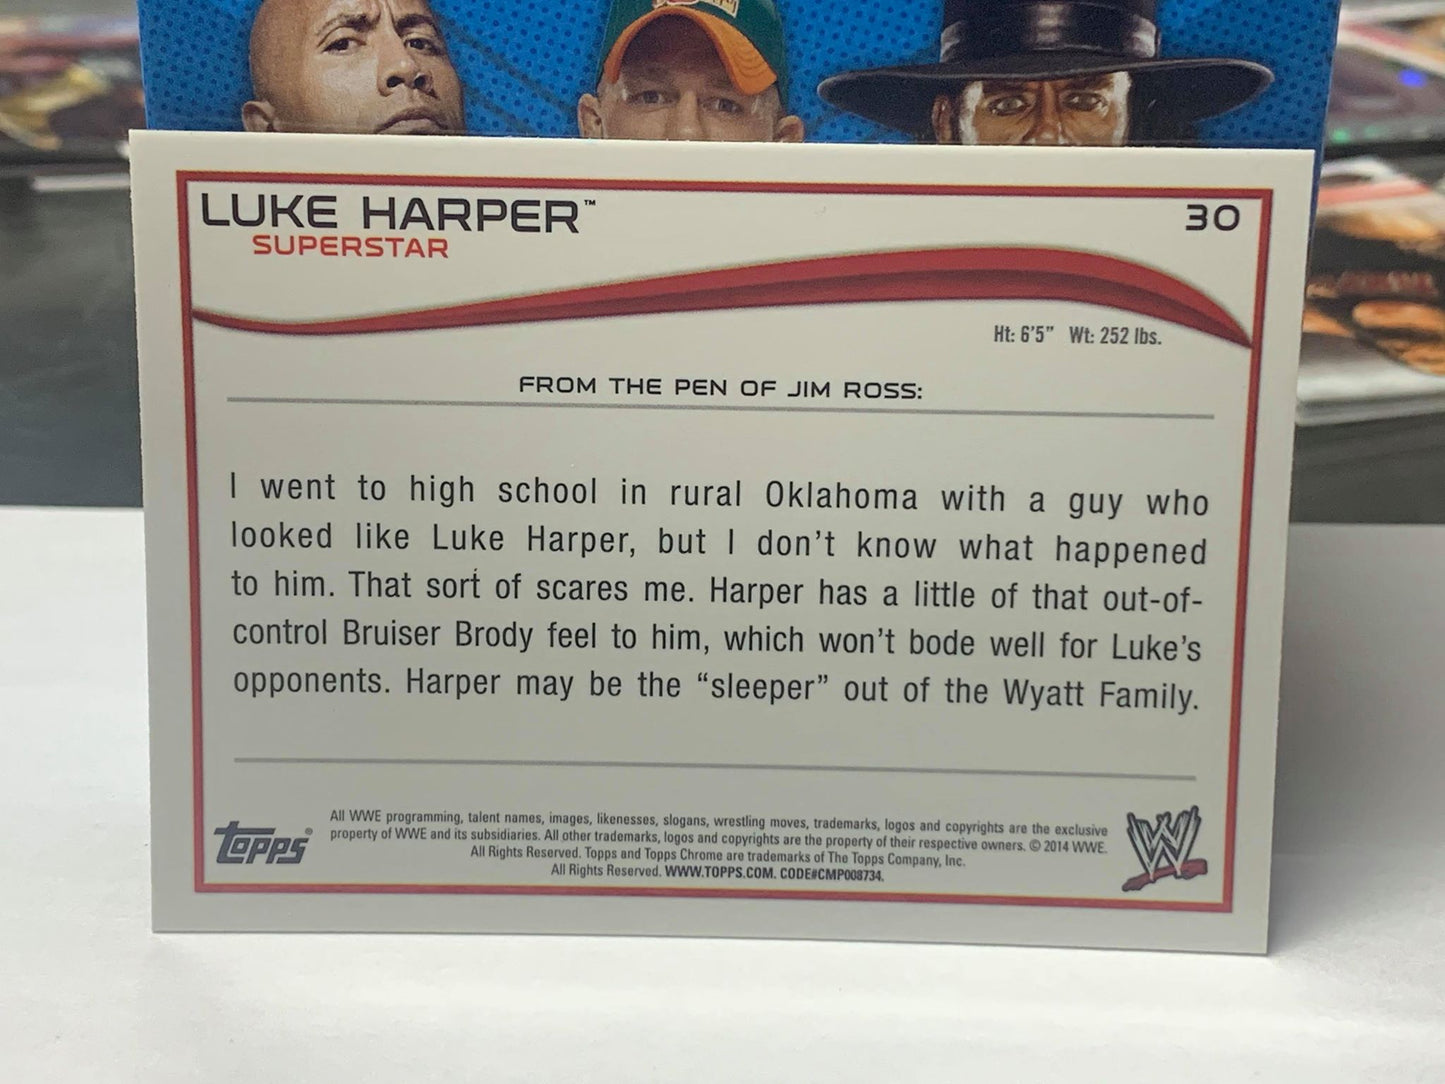 LUKE HARPER™
30
SUPERSTAR
Ht: 6'5" Wt: 252 lbs.
FROM THE PEN OF JIM ROSS:
I went to high school in rural Oklahoma with a guy who
looked like Luke Harper, but I don't know what happened
to him. That sort of scares me. Harper has a little of that out-of-
control Bruiser Brody feel to him, which won't bode well for Luke's
opponents. Harper may be the “sleeper” out of the Wyatt Family.
Topps®
All WWE programming, talent names, images, likenesses, slogans, wrestling moves, trademarks, logos and copyrights are the exclusive
property of WWE and its subsidiaries. All other trademarks, logos and copyrights are the property of their respective owners. © 2014 WWE.
All Rights Reserved. Topps and Topps Chrome are trademarks of The Topps Company, Inc.
All Rights Reserved. WWW.TOPPS.COM. CODE#CMP008734.
W